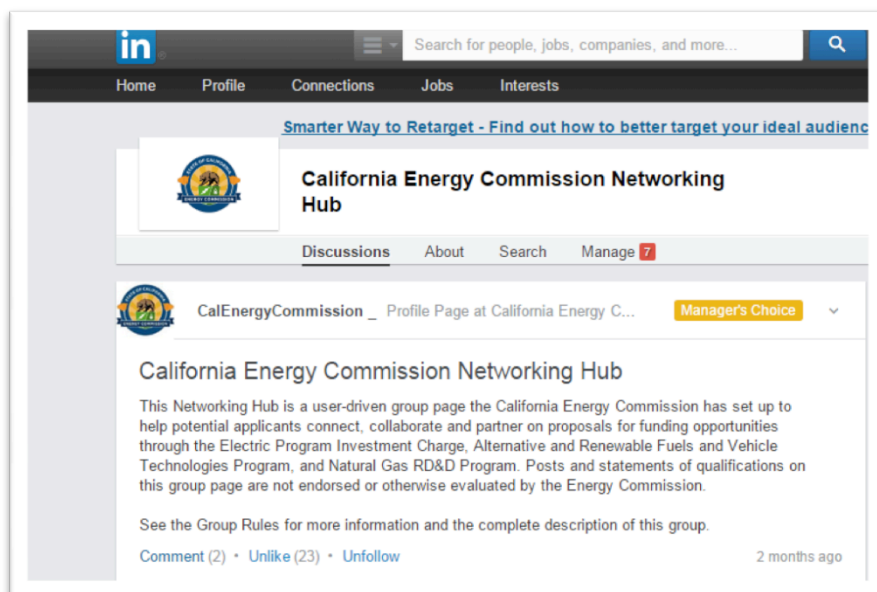 in
Search for people, jobs, companies, and more...
Home Profile Connections Jobs Interests
Smarter Way to Retarget - Find out how to better target your ideal audienc
STATE OF CALIFORNIA
ENERGY COMMISSION
California Energy Commission Networking
Hub
Discussions About Search Manage 7
CalEnergyCommission _ Profile Page at California Energy C... Manager's Choice
California Energy Commission Networking Hub
This Networking Hub is a user-driven group page the California Energy Commission has set up to
help potential applicants connect, collaborate and partner on proposals for funding opportunities
through the Electric Program Investment Charge, Alternative and Renewable Fuels and Vehicle
Technologies Program, and Natural Gas RD&D Program. Posts and statements of qualifications on
this group page are not endorsed or otherwise evaluated by the Energy Commission.
See the Group Rules for more information and the complete description of this group.
Comment (2) • Unlike (23) • Unfollow 2 months ago